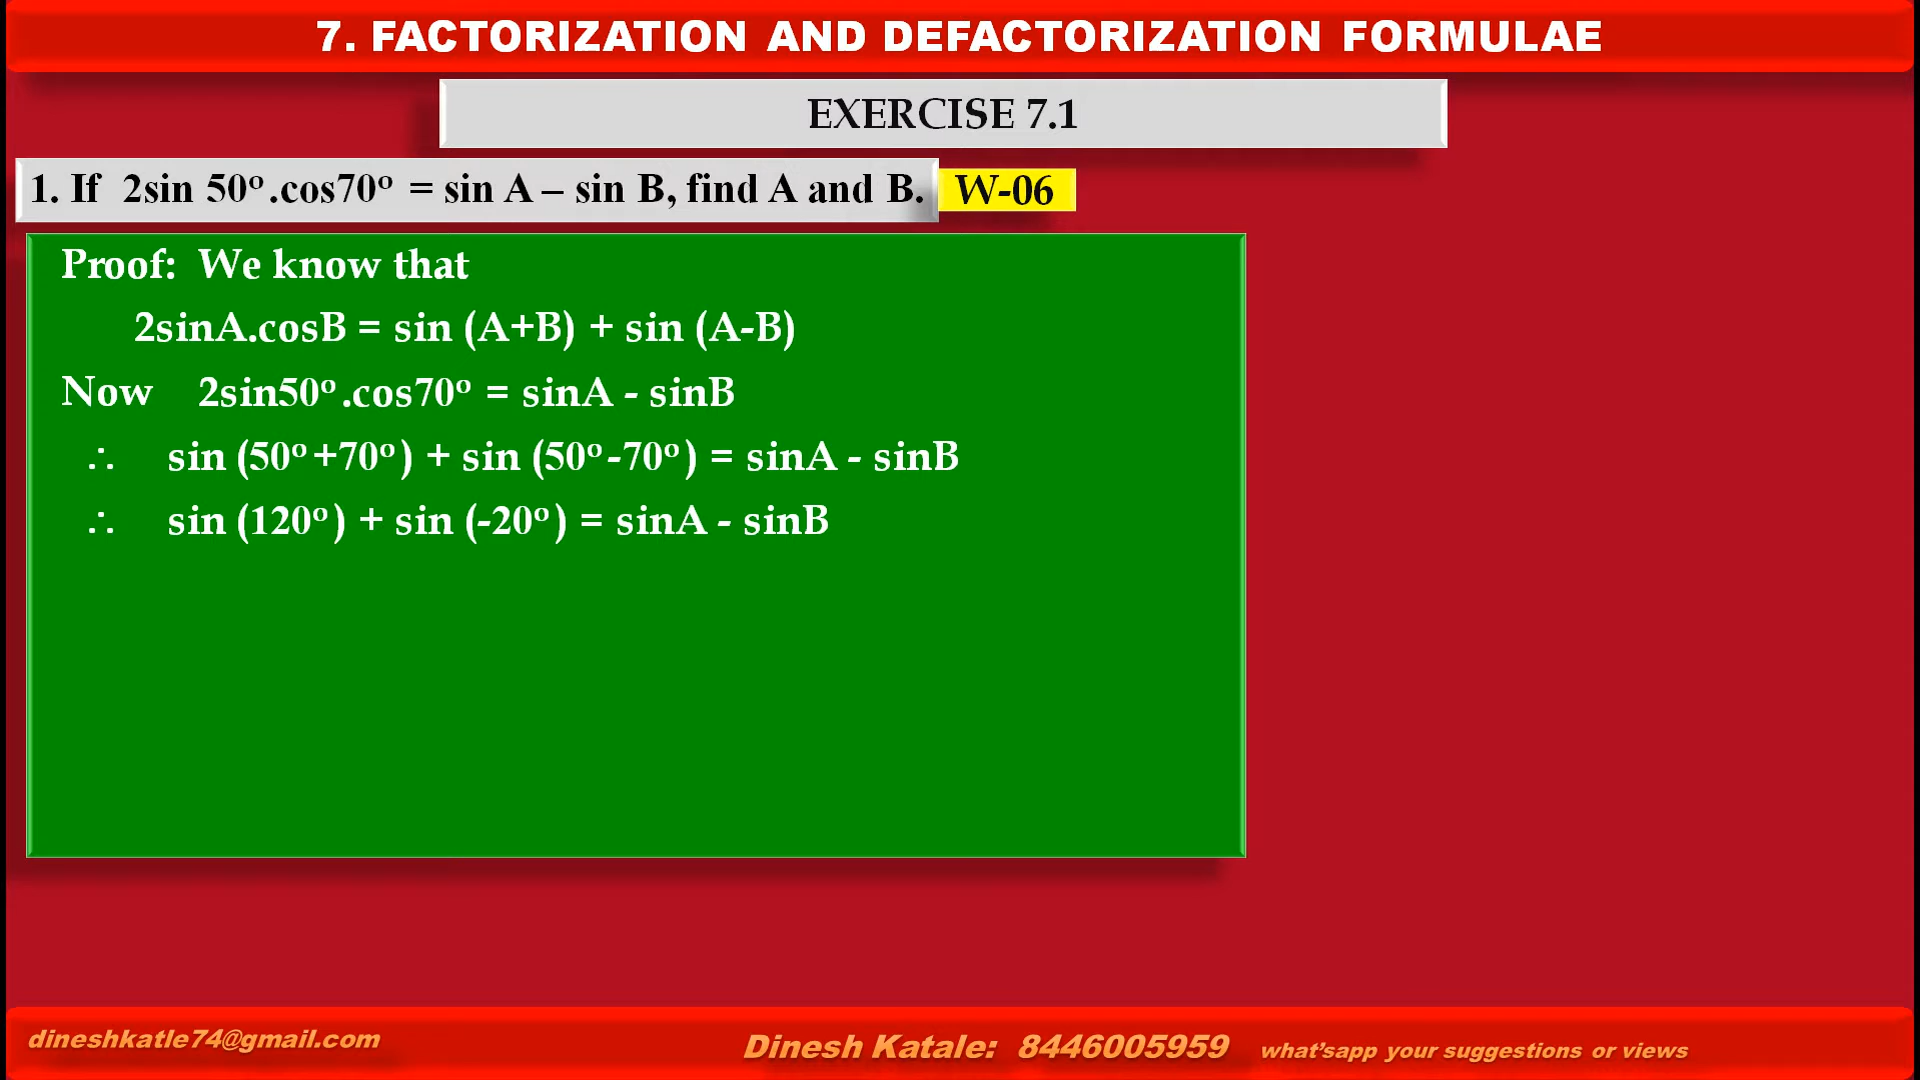 7. FACTORIZATION AND DEFACTORIZATION FORMULAE
EXERCISE 7.1
1. If 2sin 50°.cos70° = sin A – sin B, find A and B. W-06
Proof: We know that
2sinA.cosB = sin (A+B) + sin (A-B)
Now 2sin50°.cos70° = sinA - sinB
∴ sin (50°+70°) + sin (50°-70°) = sinA - sinB
∴ sin (120°) + sin (-20°) = sinA - sinB
dineshkatle74@gmail.com Dinesh Katale: 8446005959 what'sapp your suggestions or views